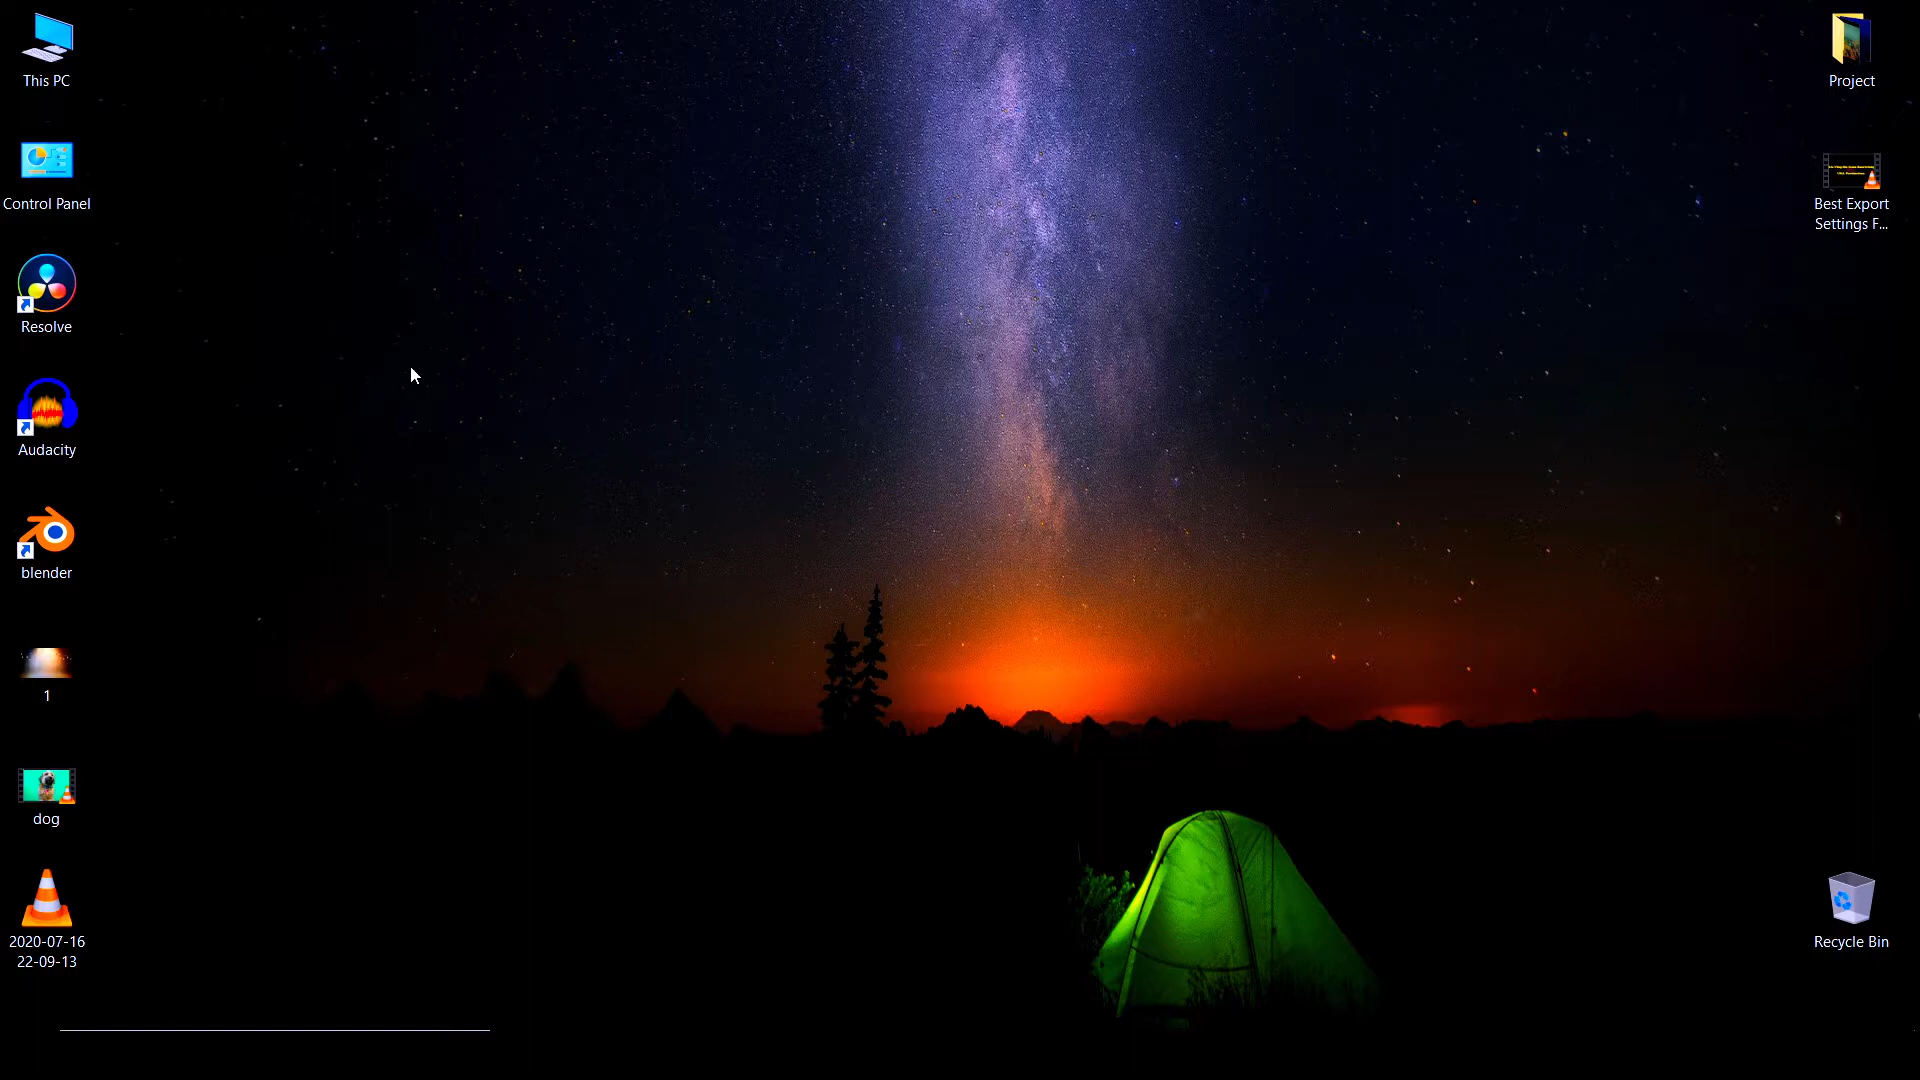 This PC
Control Panel
Resolve
Audacity
blender
1
dog
2020-07-16
22-09-13
Project
Best Export
Settings F...
Recycle Bin